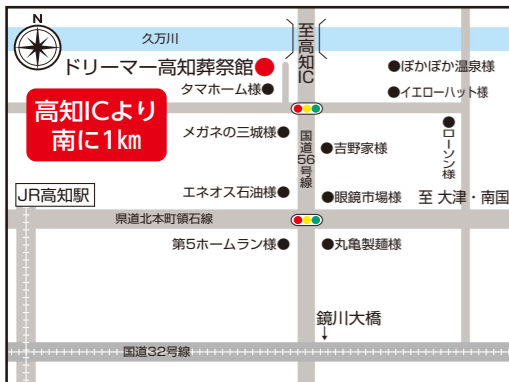 N
久万川
至高知IC
ドリーマー高知葬祭館
ぽかぽか温泉様
タマホーム様
イエローハット様
高知ICより
南に1km
メガネの三城様
国道56号線
吉野家様
ローソン様
JR高知駅
エネオス石油様
眼鏡市場様
至 大津・南国
県道北本町領石線
第5ホームラン様
丸亀製麺様
鏡川大橋
↓
国道32号線